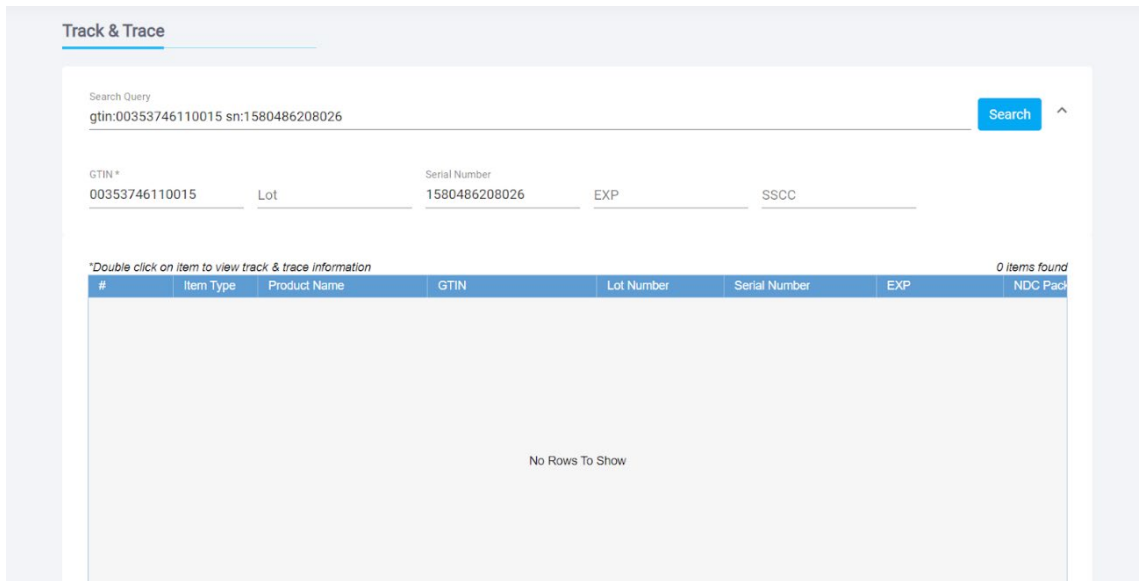 Track & Trace
Search Query
gtin:00353746110015 sn:1580486208026
Search
GTIN *
Serial Number
00353746110015 Lot 1580486208026 EXP SSCC
*Double click on item to view track & trace information 0 items found
# Item Type Product Name GTIN Lot Number Serial Number EXP NDC Pack
No Rows To Show